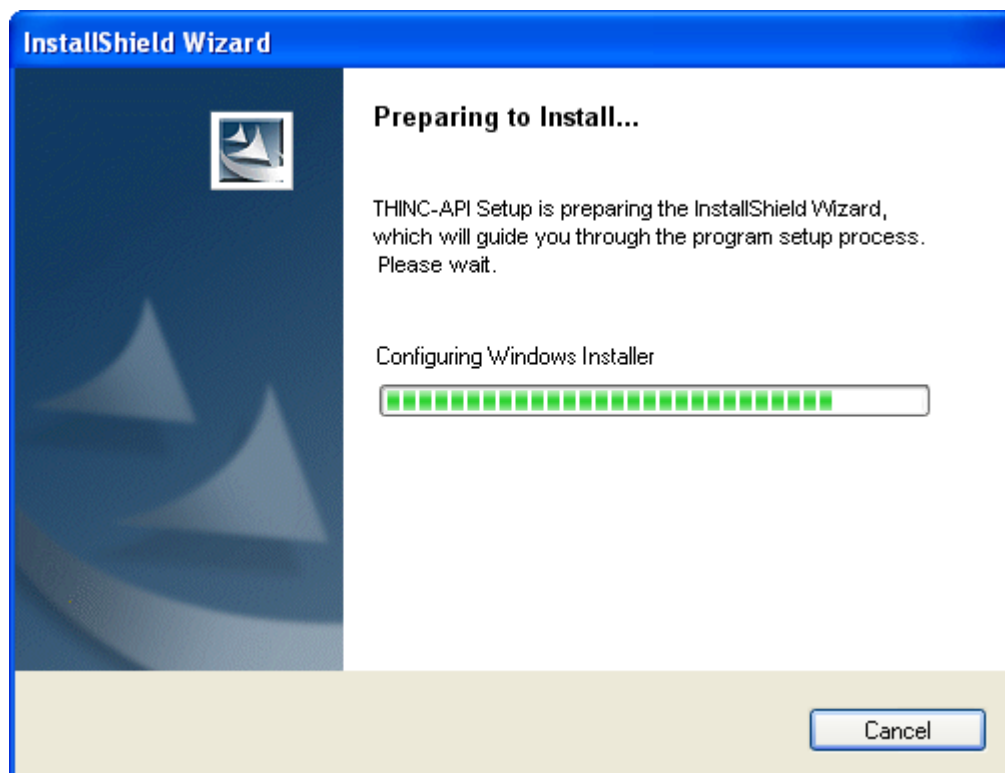 InstallShield Wizard
Preparing to Install...
THINC-API Setup is preparing the InstallShield Wizard,
which will guide you through the program setup process.
Please wait.
Configuring Windows Installer
Cancel